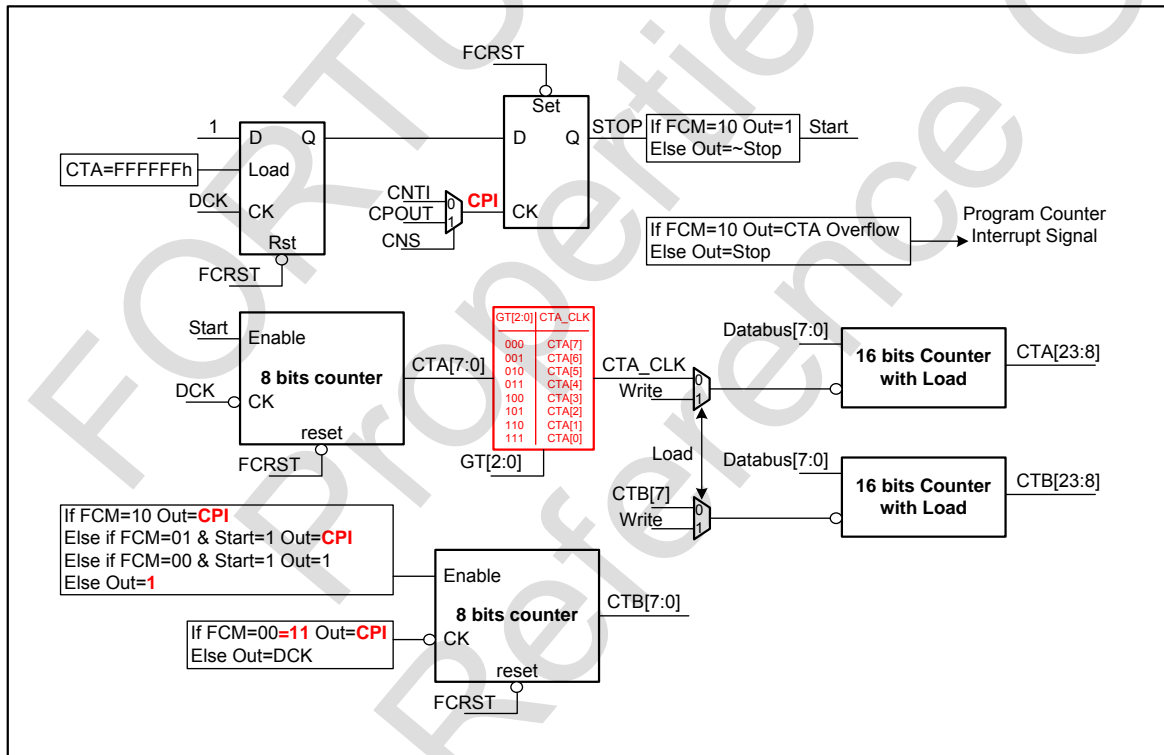 FORTU
Propertie
Reference
FCRST
1
D
Q
Load
CK
Rst
CTA=FFFFFFh
DCK
FCRST
Set
D
Q
CK
CNTI
CPOUT
CNS
0
1
CPI
STOP
If FCM=10 Out=1
Else Out=~Stop
Start
If FCM=10 Out=CTA Overflow
Else Out=Stop
Program Counter
Interrupt Signal
Start
Enable
8 bits counter
DCK
CK
reset
FCRST
CTA[7:0]
GT[2:0] CTA_CLK
000 CTA[7]
001 CTA[6]
010 CTA[5]
011 CTA[4]
100 CTA[3]
101 CTA[2]
110 CTA[1]
111 CTA[0]
GT[2:0]
CTA_CLK
Write
0
1
Load
Databus[7:0]
16 bits Counter
with Load
CTA[23:8]
CTB[7]
Write
0
1
Databus[7:0]
16 bits Counter
with Load
CTB[23:8]
If FCM=10 Out=CPI
Else if FCM=01 & Start=1 Out=CPI
Else if FCM=00 & Start=1 Out=1
Else Out=1
Enable
8 bits counter
CTB[7:0]
If FCM=00=11 Out=CPI
Else Out=DCK
CK
reset
FCRST